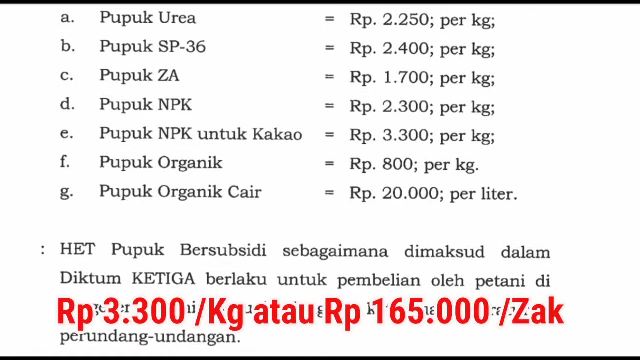 a. Pupuk Urea = Rp. 2.250; per kg;
b. Pupuk SP-36 = Rp. 2.400; per kg;
c. Pupuk ZA = Rp. 1.700; per kg;
d. Pupuk NPK = Rp. 2.300; per kg;
e. Pupuk NPK untuk Kakao = Rp. 3.300; per kg;
f. Pupuk Organik = Rp. 800; per kg.
g. Pupuk Organik Cair = Rp. 20.000; per liter.
: HET Pupuk Bersubsidi sebagaimana dimaksud dalam
Diktum KETIGA berlaku untuk pembelian oleh petani di
Rp 3.300 /Kg atau Rp 165.000 /Zak
perundang-undangan.